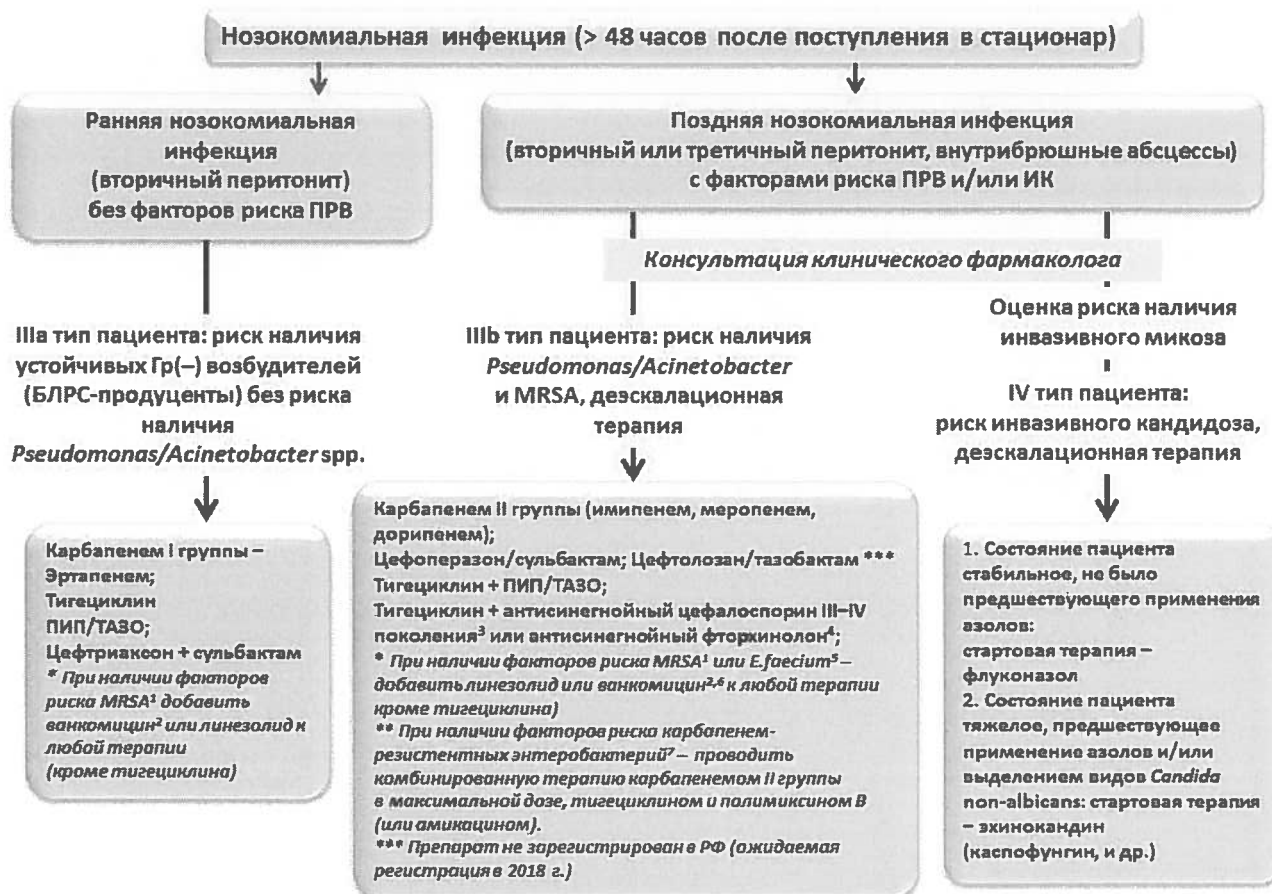 Нозокомиальная инфекция (> 48 часов после поступления в стационар)
Ранняя нозокомиальная
инфекция
(вторичный перитонит)
без факторов риска ПРВ
Поздняя нозокомиальная инфекция
(вторичный или третичный перитонит, внутрибрюшные абсцессы)
с факторами риска ПРВ и/или ИК
Консультация клинического фармаколога
IIIa тип пациента: риск наличия
устойчивых Гр(–) возбудителей
(БЛРС-продуценты) без риска
наличия
Pseudomonas/Acinetobacter spp.
IIIb тип пациента: риск наличия
Pseudomonas/Acinetobacter
и MRSA, деэскалационная
терапия
Оценка риска наличия
инвазивного микоза
IV тип пациента:
риск инвазивного кандидоза,
деэскалационная терапия
Карбапенем I группы –
Эртапенем;
Тигециклин
ПИП/ТАЗО;
Цефтриаксон + сульбактам
* При наличии факторов
риска MRSA¹ добавить
ванкомицин² или линезолид к
любой терапии
(кроме тигециклина)
Карбапенем II группы (имипенем, меропенем,
дорипенем);
Цефоперазон/сульбактам; Цефтолозан/тазобактам ***
Тигециклин + ПИП/ТАЗО;
Тигециклин + антисинегнойный цефалоспорин III–IV
поколения³ или антисинегнойный фторхинолон⁴;
* При наличии факторов риска MRSA¹ или E.faecium⁵ –
добавить линезолид или ванкомицин²,⁶ к любой терапии
кроме тигециклина)
** При наличии факторов риска карбапенем-
резистентных энтеробактерий⁷ – проводить
комбинированную терапию карбапенемом II группы
в максимальной дозе, тигециклином и полимиксином В
(или амикацином).
*** Препарат не зарегистрирован в РФ (ожидаемая
регистрация в 2018 г.)
1. Состояние пациента
стабильное, не было
предшествующего применения
азолов:
стартовая терапия –
флуконазол
2. Состояние пациента
тяжелое, предшествующее
применение азолов и/или
выделением видов Candida
non-albicans: стартовая терапия
– эхинокандин
(каспофунгин, и др.)